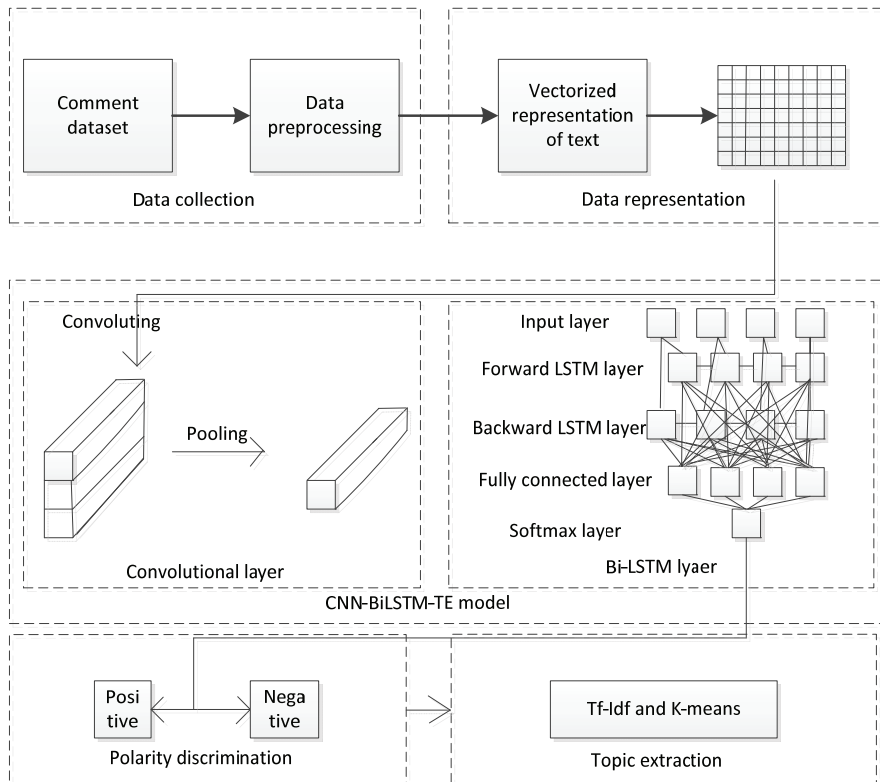 Comment
dataset
Data
preprocessing
Vectorized
representation
of text
Data collection
Data representation
Convoluting
Pooling
Convolutional layer
Input layer
Forward LSTM layer
Backward LSTM layer
Fully connected layer
Softmax layer
Bi-LSTM lyaer
CNN-BiLSTM-TE model
Posi
tive
Nega
tive
Polarity discrimination
Tf-Idf and K-means
Topic extraction